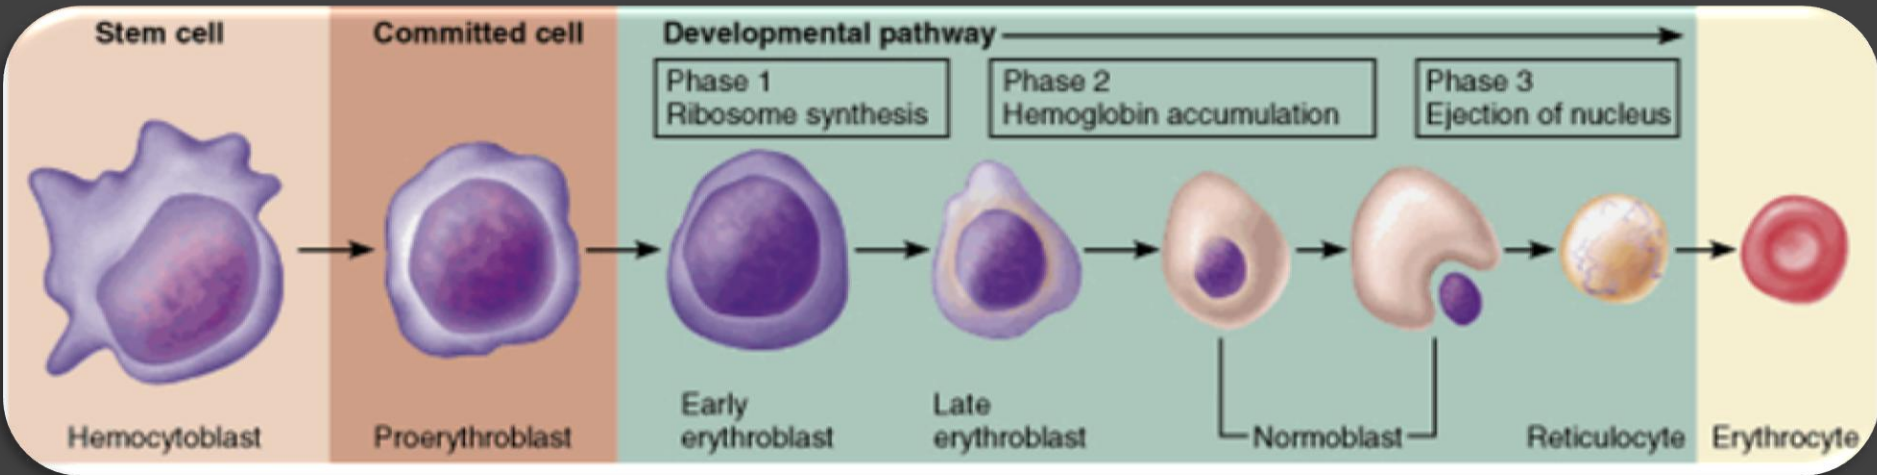 Stem cell
Committed cell
Developmental pathway
Phase 1
Ribosome synthesis
Phase 2
Hemoglobin accumulation
Phase 3
Ejection of nucleus
Hemocytoblast
Proerythroblast
Early
erythroblast
Late
erythroblast
Normoblast
Reticulocyte
Erythrocyte